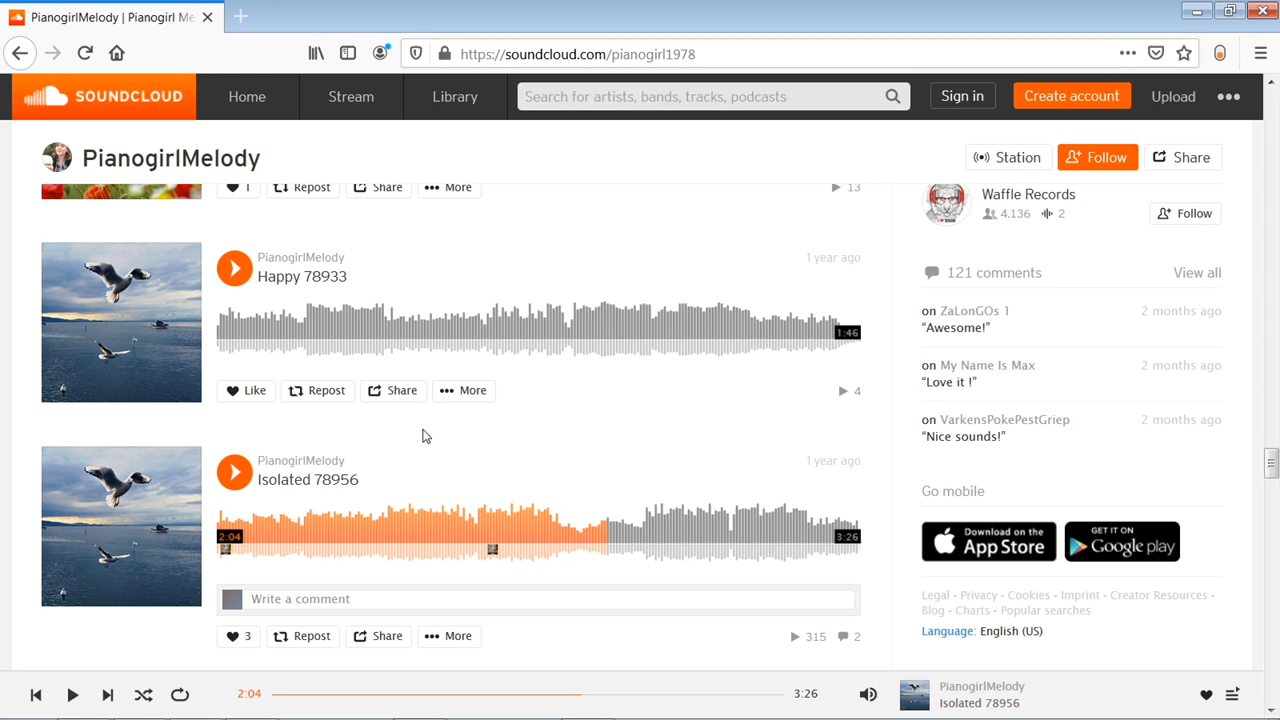 PianogirlMelody | Pianogirl Me
https://soundcloud.com/pianogirl1978
SOUNDCLOUD
Home
Stream
Library
Search for artists, bands, tracks, podcasts
Sign in
Create account
Upload
PianogirlMelody
Station
Follow
Share
1
Repost
Share
More
13
PianogirlMelody
1 year ago
Happy 78933
1:46
Like
Repost
Share
More
4
PianogirlMelody
1 year ago
Isolated 78956
2:04
3:26
Write a comment
3
Repost
Share
More
315
2
Waffle Records
4,136
2
Follow
121 comments
View all
on ZaLonGOs 1
2 months ago
“Awesome!”
on My Name Is Max
2 months ago
“Love it !”
on VarkensPokePestGriep
2 months ago
“Nice sounds!”
Go mobile
Download on the
App Store
GET IT ON
Google play
Legal - Privacy - Cookies - Imprint - Creator Resources -
Blog - Charts - Popular searches
Language: English (US)
2:04
3:26
PianogirlMelody
Isolated 78956